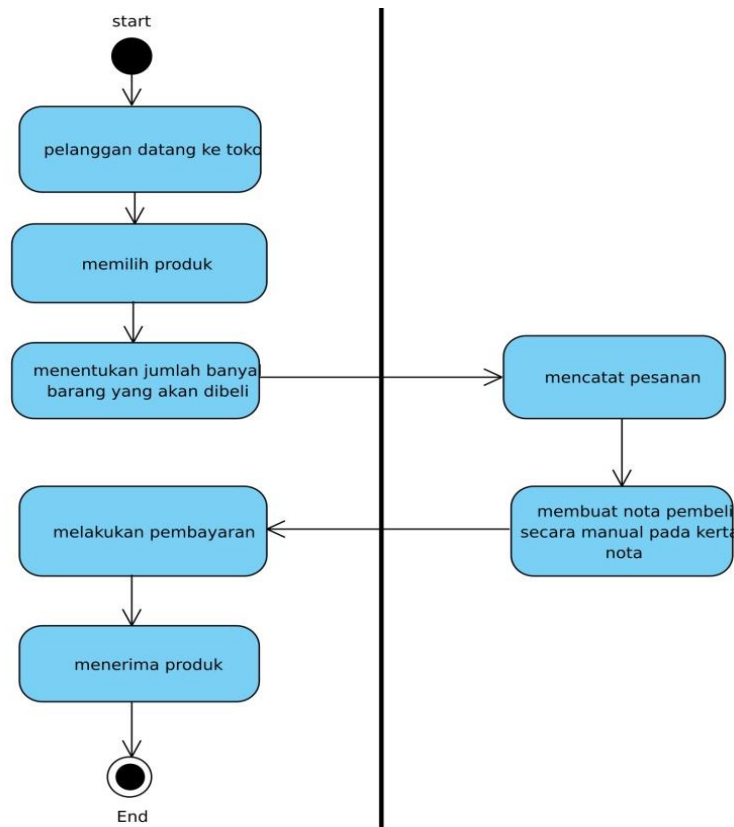 start
pelanggan datang ke toko
memilih produk
menentukan jumlah banya
barang yang akan dibeli
mencatat pesanan
membuat nota pembeli
secara manual pada kerta
nota
melakukan pembayaran
menerima produk
End